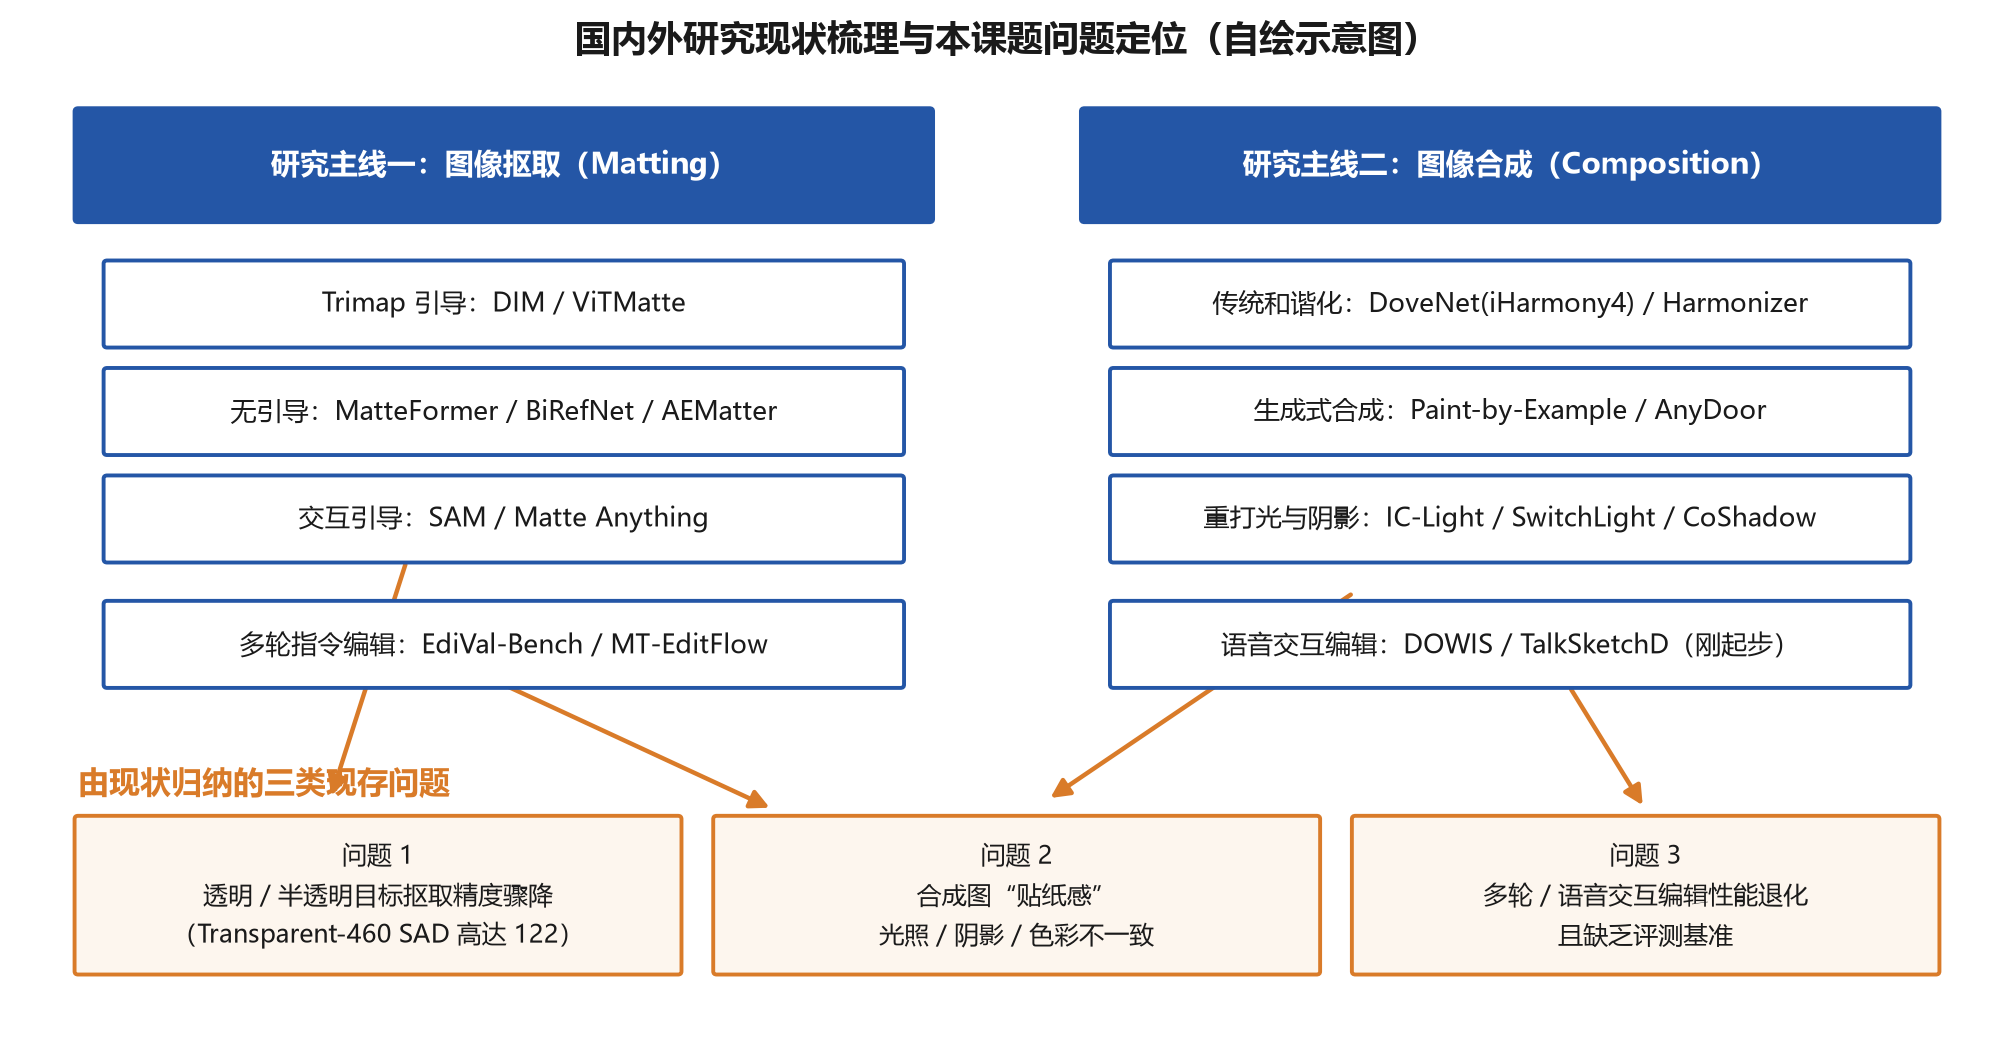 国内外研究现状梳理与本课题问题定位（自绘示意图）
研究主线一：图像抠取（Matting）
Trimap 引导：DIM / ViTMatte
无引导：MatteFormer / BiRefNet / AEMatter
交互引导：SAM / Matte Anything
多轮指令编辑：EdiVal-Bench / MT-EditFlow
研究主线二：图像合成（Composition）
传统和谐化：DoveNet(iHarmony4) / Harmonizer
生成式合成：Paint-by-Example / AnyDoor
重打光与阴影：IC-Light / SwitchLight / CoShadow
语音交互编辑：DOWIS / TalkSketchD（刚起步）
由现状归纳的三类现存问题
问题 1
透明 / 半透明目标抠取精度骤降
（Transparent-460 SAD 高达 122）
问题 2
合成图“贴纸感”
光照 / 阴影 / 色彩不一致
问题 3
多轮 / 语音交互编辑性能退化
且缺乏评测基准